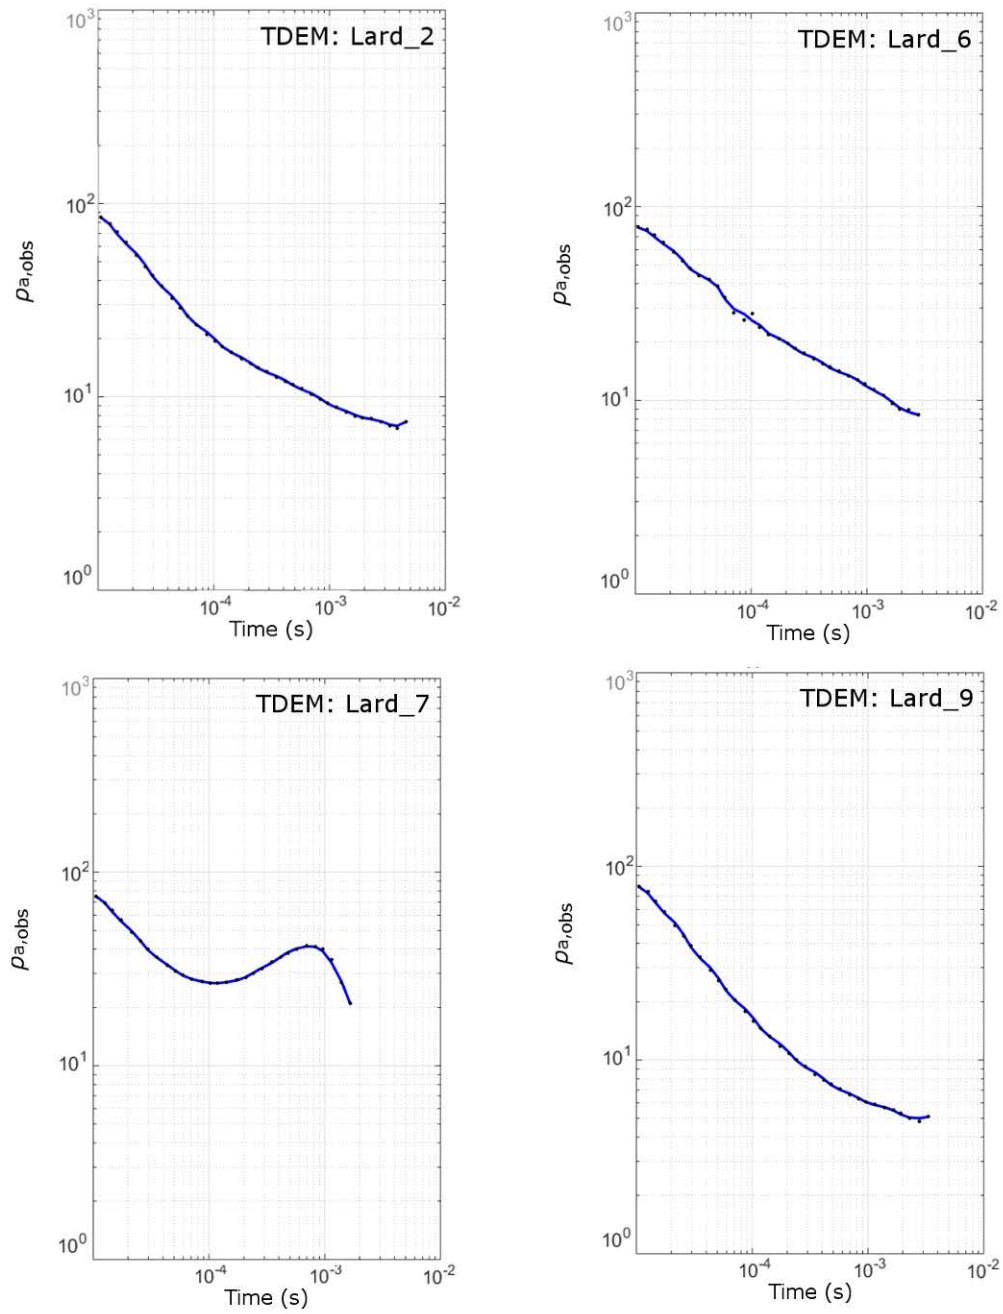 TDEM: Lard_2
10³
10²
10¹
10⁰
ρa,obs
10⁻⁴ 10⁻³ 10⁻²
Time (s)
TDEM: Lard_6
10³
10²
10¹
10⁰
ρa,obs
10⁻⁴ 10⁻³ 10⁻²
Time (s)
TDEM: Lard_7
10³
10²
10¹
10⁰
ρa,obs
10⁻⁴ 10⁻³ 10⁻²
Time (s)
TDEM: Lard_9
10³
10²
10¹
10⁰
ρa,obs
10⁻⁴ 10⁻³ 10⁻²
Time (s)